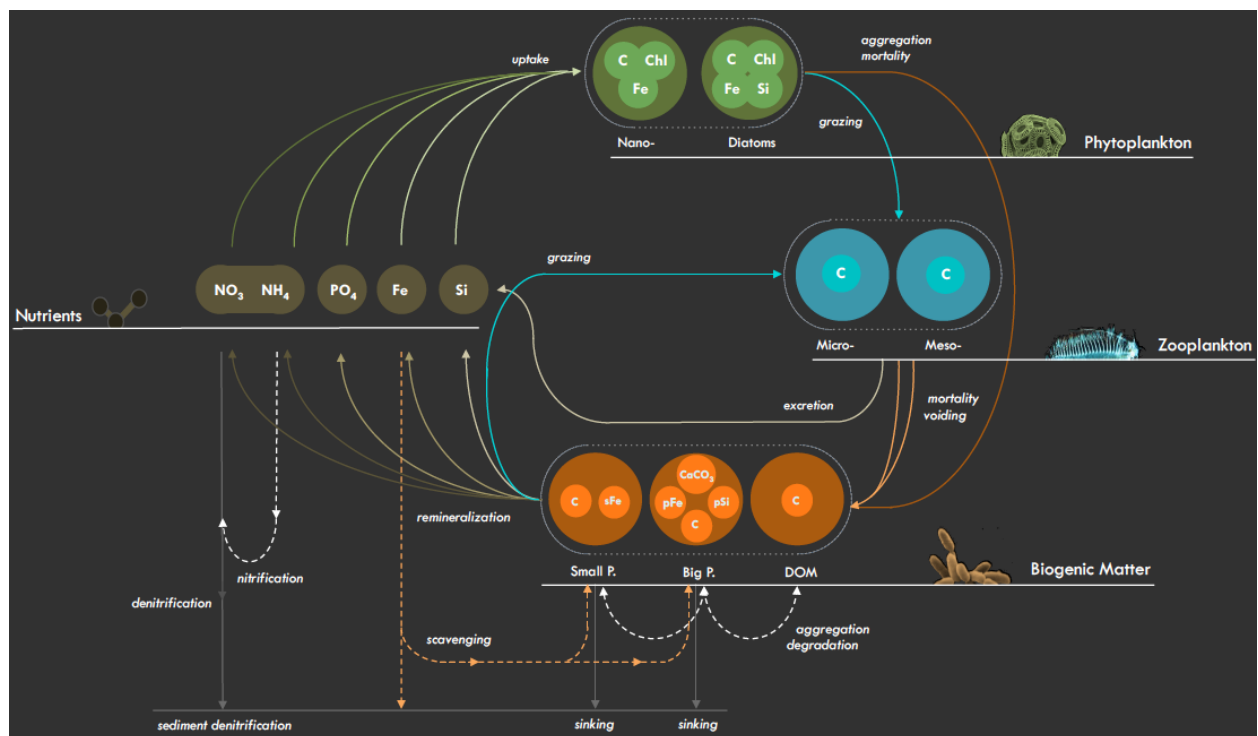 aggregation
mortality
uptake
C Chl
Fe
C Chl
Fe Si
grazing
Nano- Diatoms
Phytoplankton
grazing
C C
NO3 NH4 PO4 Fe Si
Nutrients
Micro- Meso-
Zooplankton
excretion
mortality
voiding
CaCO3
C sFe
pFe pSi
C
C
remineralization
Small P. Big P. DOM
Biogenic Matter
nitrification
denitrification
scavenging
aggregation
degradation
sediment denitrification sinking sinking